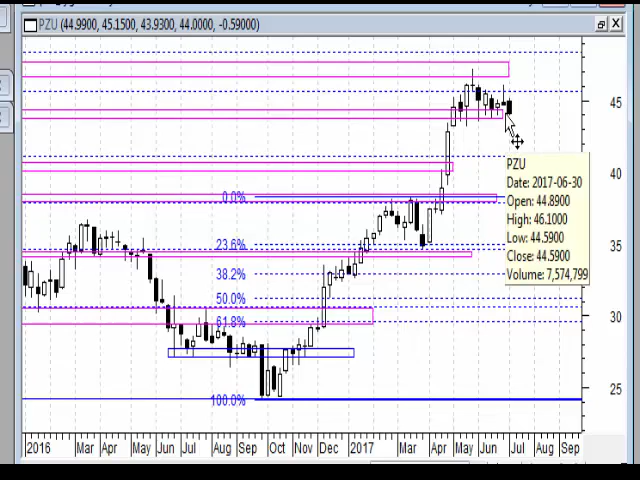 PZU (44.9900, 45.1500, 43.9300, 44.0000, -0.59000)
45
PZU
Date: 2017-06-30
Open: 44.8900
High: 46.1000
Low: 44.5900
Close: 44.5900
Volume: 7,574,799
40
0.0%
35
23.6%
38.2%
50.0%
30
61.8%
25
100.0%
2016 Mar Apr May Jun Jul Aug Sep Oct Nov Dec 2017 Mar Apr May Jun Jul Aug Sep